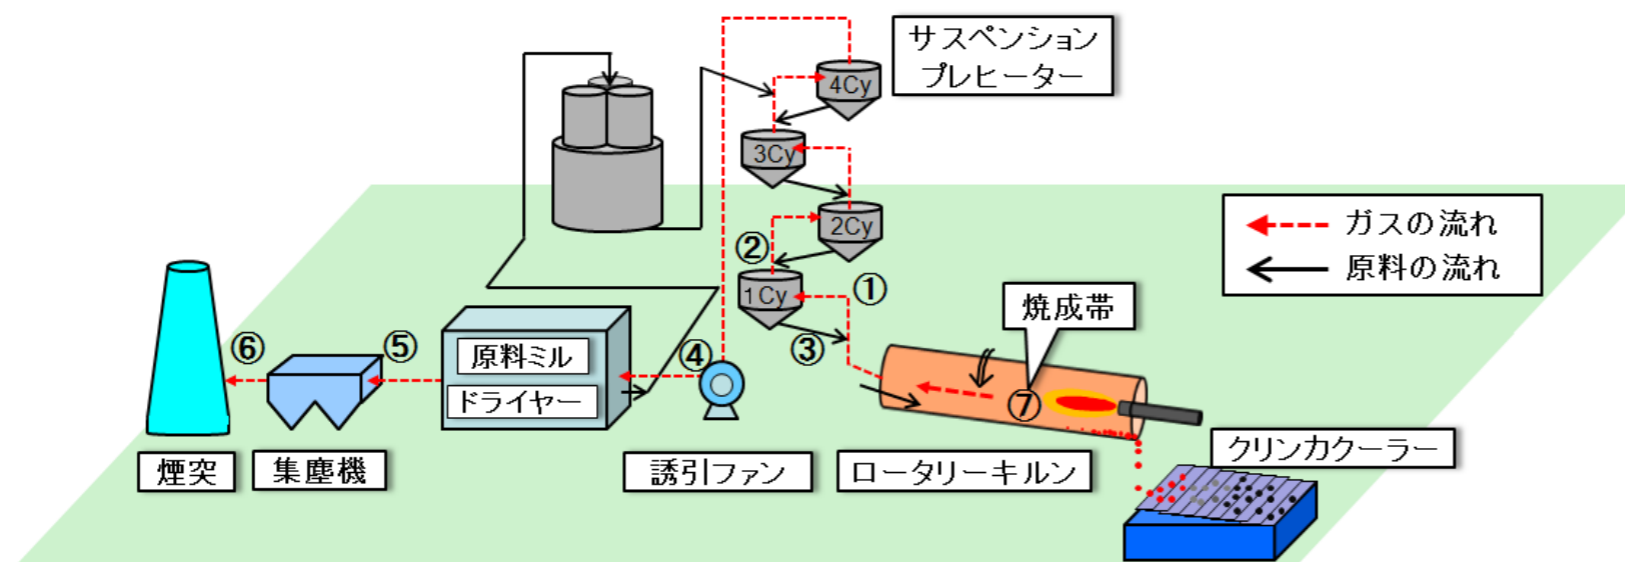 サスペンション
プレヒーター
4Cy
3Cy
2Cy
②
1Cy
①
③
ガスの流れ
原料の流れ
焼成帯
⑦
⑥
⑤
原料ミル
ドライヤー
④
煙突
集塵機
誘引ファン
ロータリーキルン
クリンカクーラー